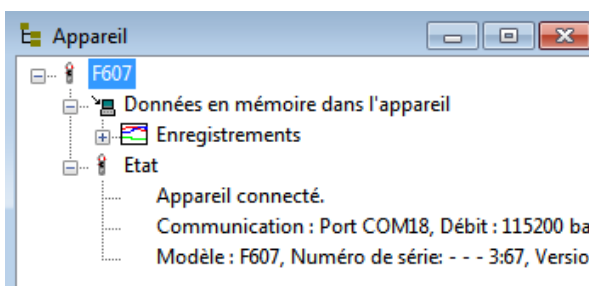 Appareil
F607
Données en mémoire dans l'appareil
Enregistrements
Etat
Appareil connecté.
Communication : Port COM18, Débit : 115200 ba
Modèle : F607, Numéro de série: - - - 3:67, Versio